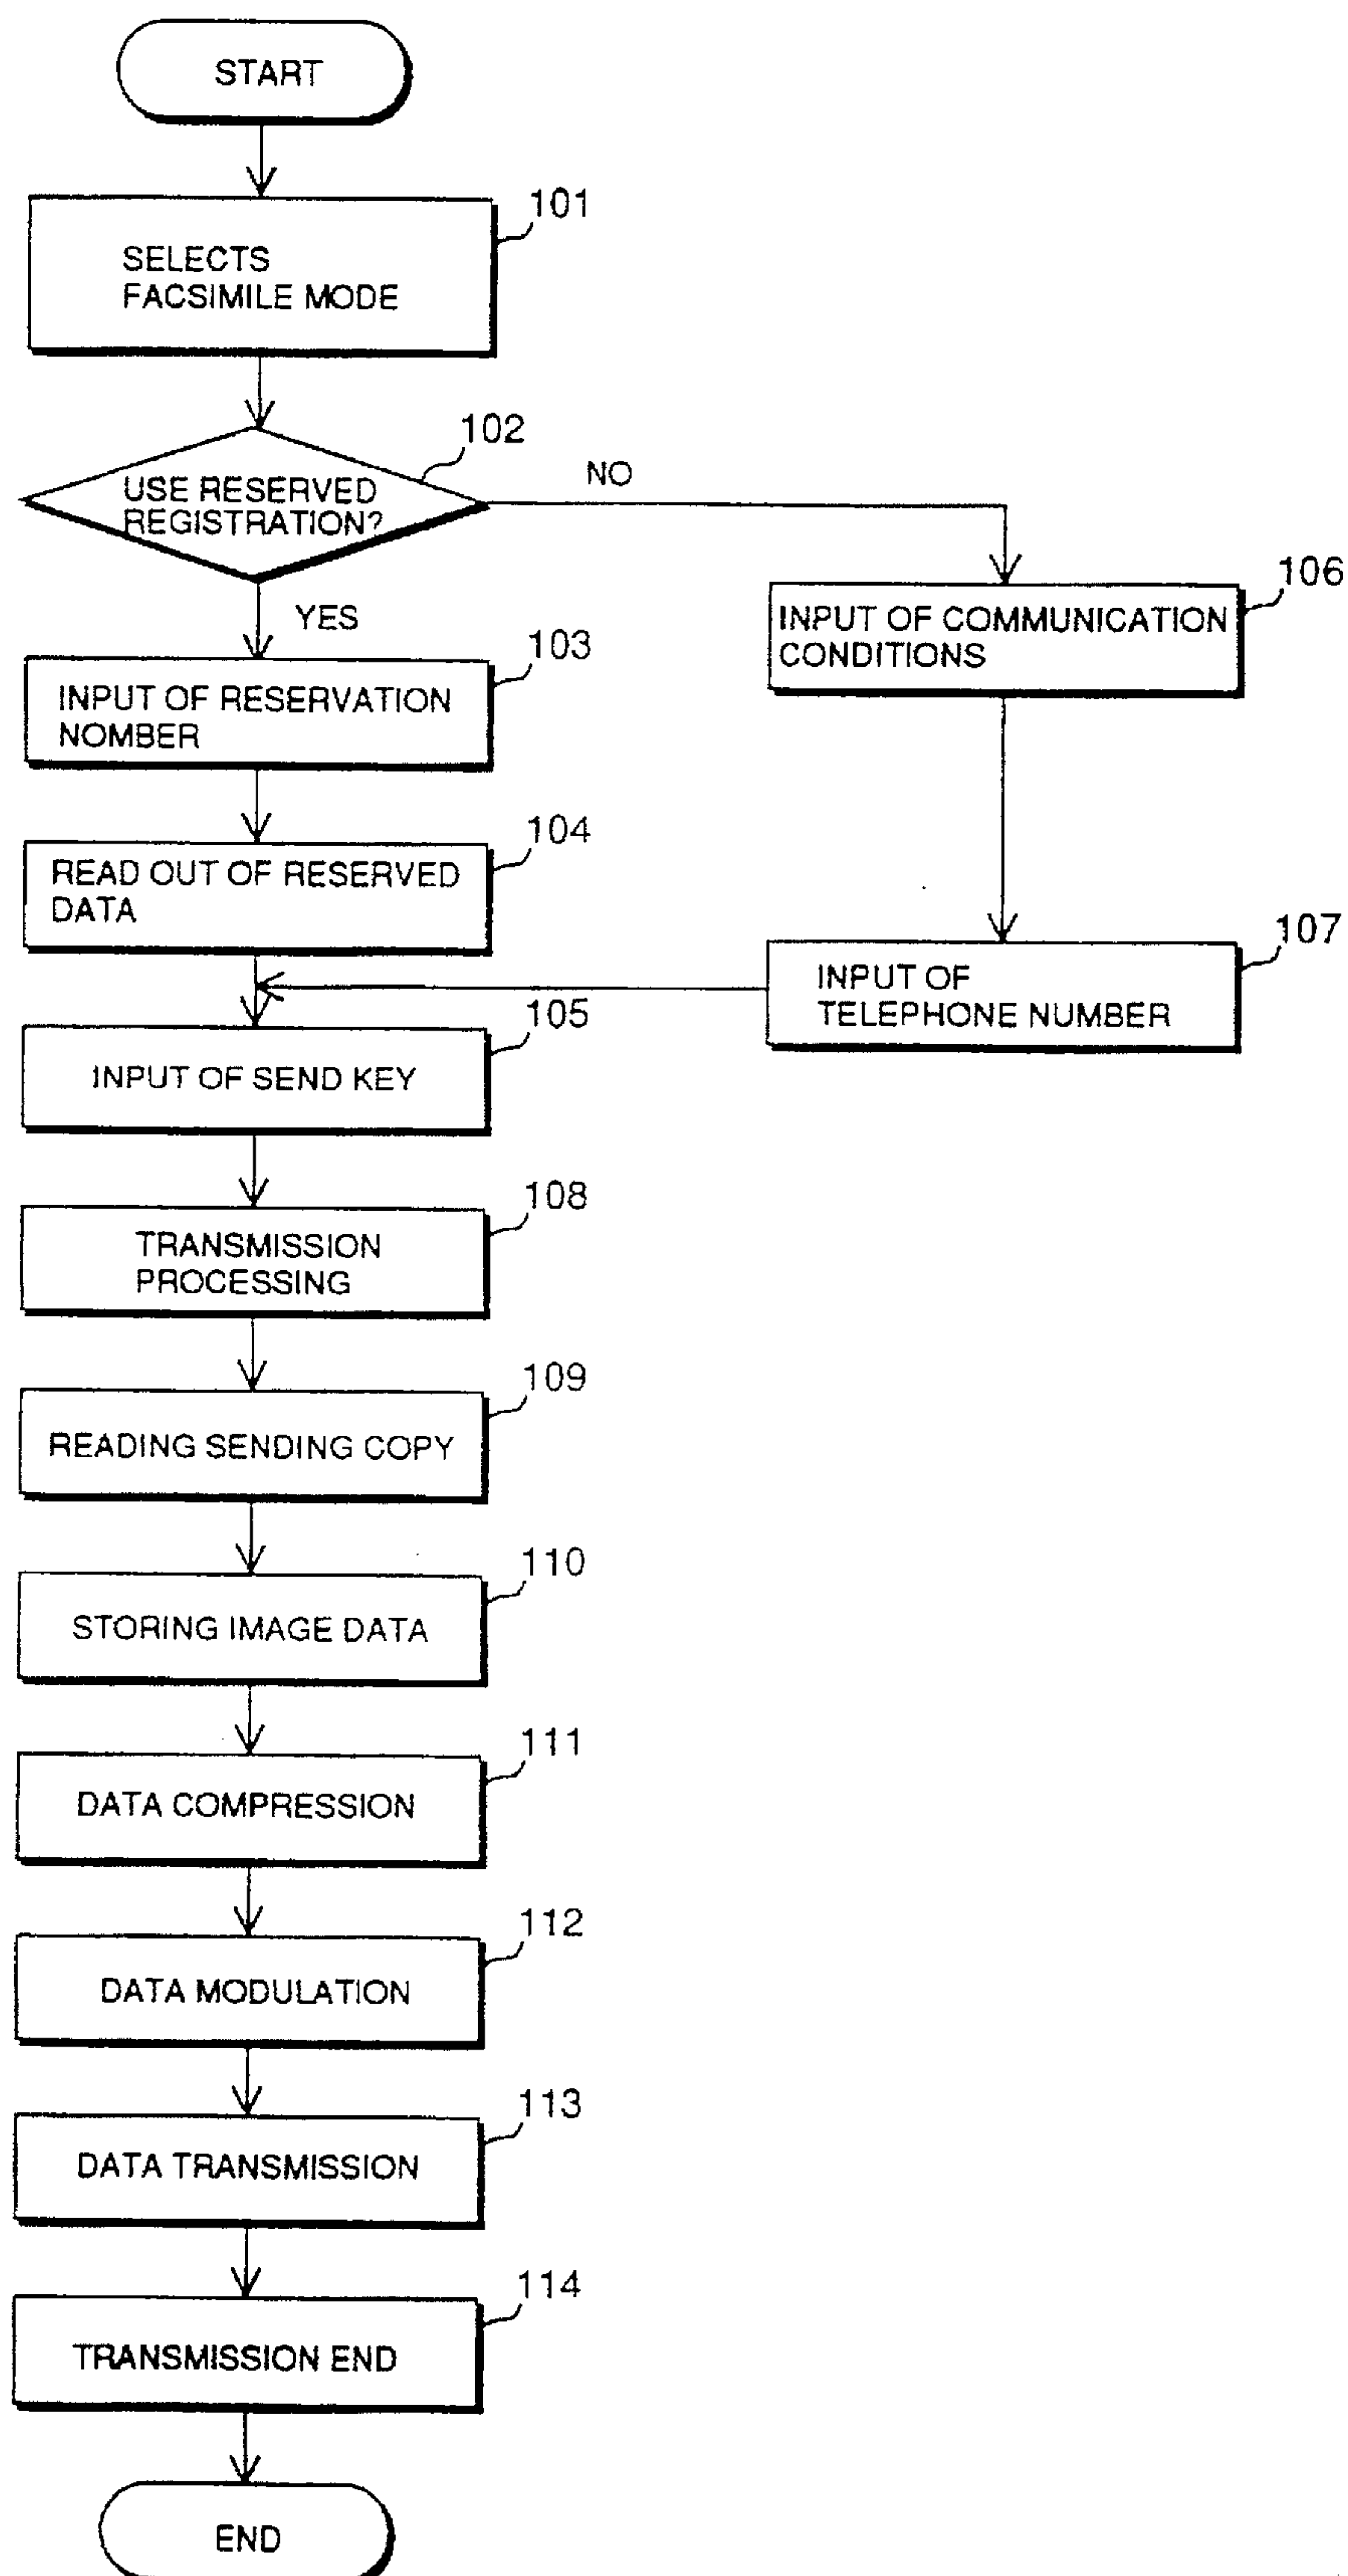 START
101
SELECTS
FACSIMILE MODE
102
USE RESERVED
REGISTRATION?
NO
YES
106
INPUT OF COMMUNICATION
CONDITIONS
103
INPUT OF RESERVATION
NOMBER
104
READ OUT OF RESERVED
DATA
107
INPUT OF
TELEPHONE NUMBER
105
INPUT OF SEND KEY
108
TRANSMISSION
PROCESSING
109
READING SENDING COPY
110
STORING IMAGE DATA
111
DATA COMPRESSION
112
DATA MODULATION
113
DATA TRANSMISSION
114
TRANSMISSION END
END